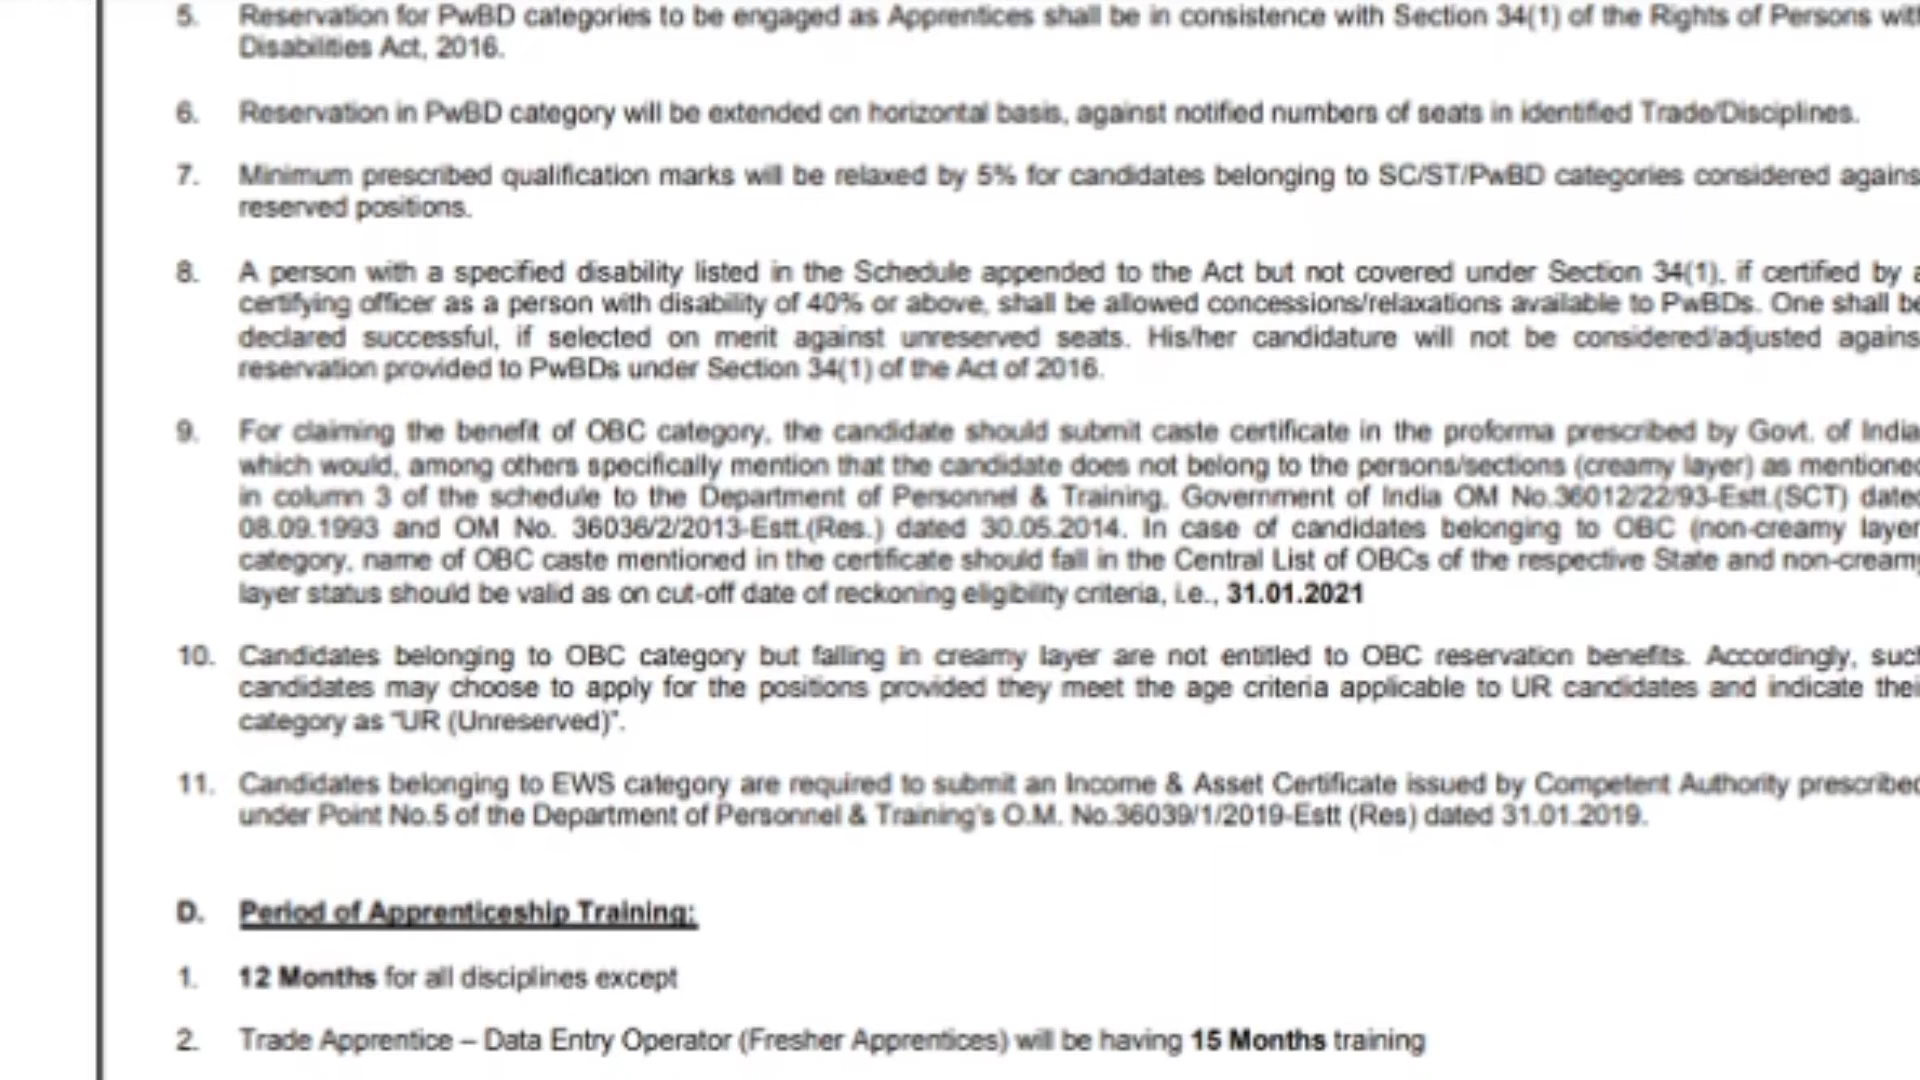 5. Reservation for PwBD categories to be engaged as Apprentices shall be in consistence with Section 34(1) of the Rights of Persons wit
Disabilities Act, 2016.
6. Reservation in PwBD category will be extended on horizontal basis, against notified numbers of seats in identified Trade/Disciplines.
7. Minimum prescribed qualification marks will be relaxed by 5% for candidates belonging to SC/ST/PwBD categories considered agains
reserved positions.
8. A person with a specified disability listed in the Schedule appended to the Act but not covered under Section 34(1), if certified by a
certifying officer as a person with disability of 40% or above, shall be allowed concessions/relaxations available to PwBDs. One shall be
declared successful, if selected on merit against unreserved seats. His/her candidature will not be considered/adjusted agains
reservation provided to PwBDs under Section 34(1) of the Act of 2016.
9. For claiming the benefit of OBC category, the candidate should submit caste certificate in the proforma prescribed by Govt. of India
which would, among others specifically mention that the candidate does not belong to the persons/sections (creamy layer) as mentioned
in column 3 of the schedule to the Department of Personnel & Training, Government of India OM No.36012/22/93-Estt.(SCT) dated
08.09.1993 and OM No. 36036/2/2013-Estt.(Res.) dated 30.05.2014. In case of candidates belonging to OBC (non-creamy layer
category, name of OBC caste mentioned in the certificate should fall in the Central List of OBCs of the respective State and non-creamy
layer status should be valid as on cut-off date of reckoning eligibility criteria, i.e., 31.01.2021
10. Candidates belonging to OBC category but falling in creamy layer are not entitled to OBC reservation benefits. Accordingly, such
candidates may choose to apply for the positions provided they meet the age criteria applicable to UR candidates and indicate thei
category as "UR (Unreserved)".
11. Candidates belonging to EWS category are required to submit an Income & Asset Certificate issued by Competent Authority prescribed
under Point No.5 of the Department of Personnel & Training's O.M. No.36039/1/2019-Estt (Res) dated 31.01.2019.
D. Period of Apprenticeship Training:
1. 12 Months for all disciplines except
2. Trade Apprentice – Data Entry Operator (Fresher Apprentices) will be having 15 Months training